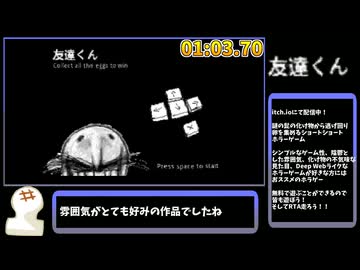 友達くん
Collect all the eggs to win
01:03.70
Press space to start
友達くん
itch.ioにて配信中！
謎の髭の化け物から逃げ回り
卵を集めるショートショート
ホラーゲーム
シンプルなゲーム性、陰鬱とし
た雰囲気、化け物の不気味な
見た目、Deep Webライクな
ホラーゲームが好きな方には
おススメのホラゲー
無料で遊ぶことができるので
皆も遊ぼう！
そしてRTA走ろう！！
雰囲気がとても好みの作品でしたね